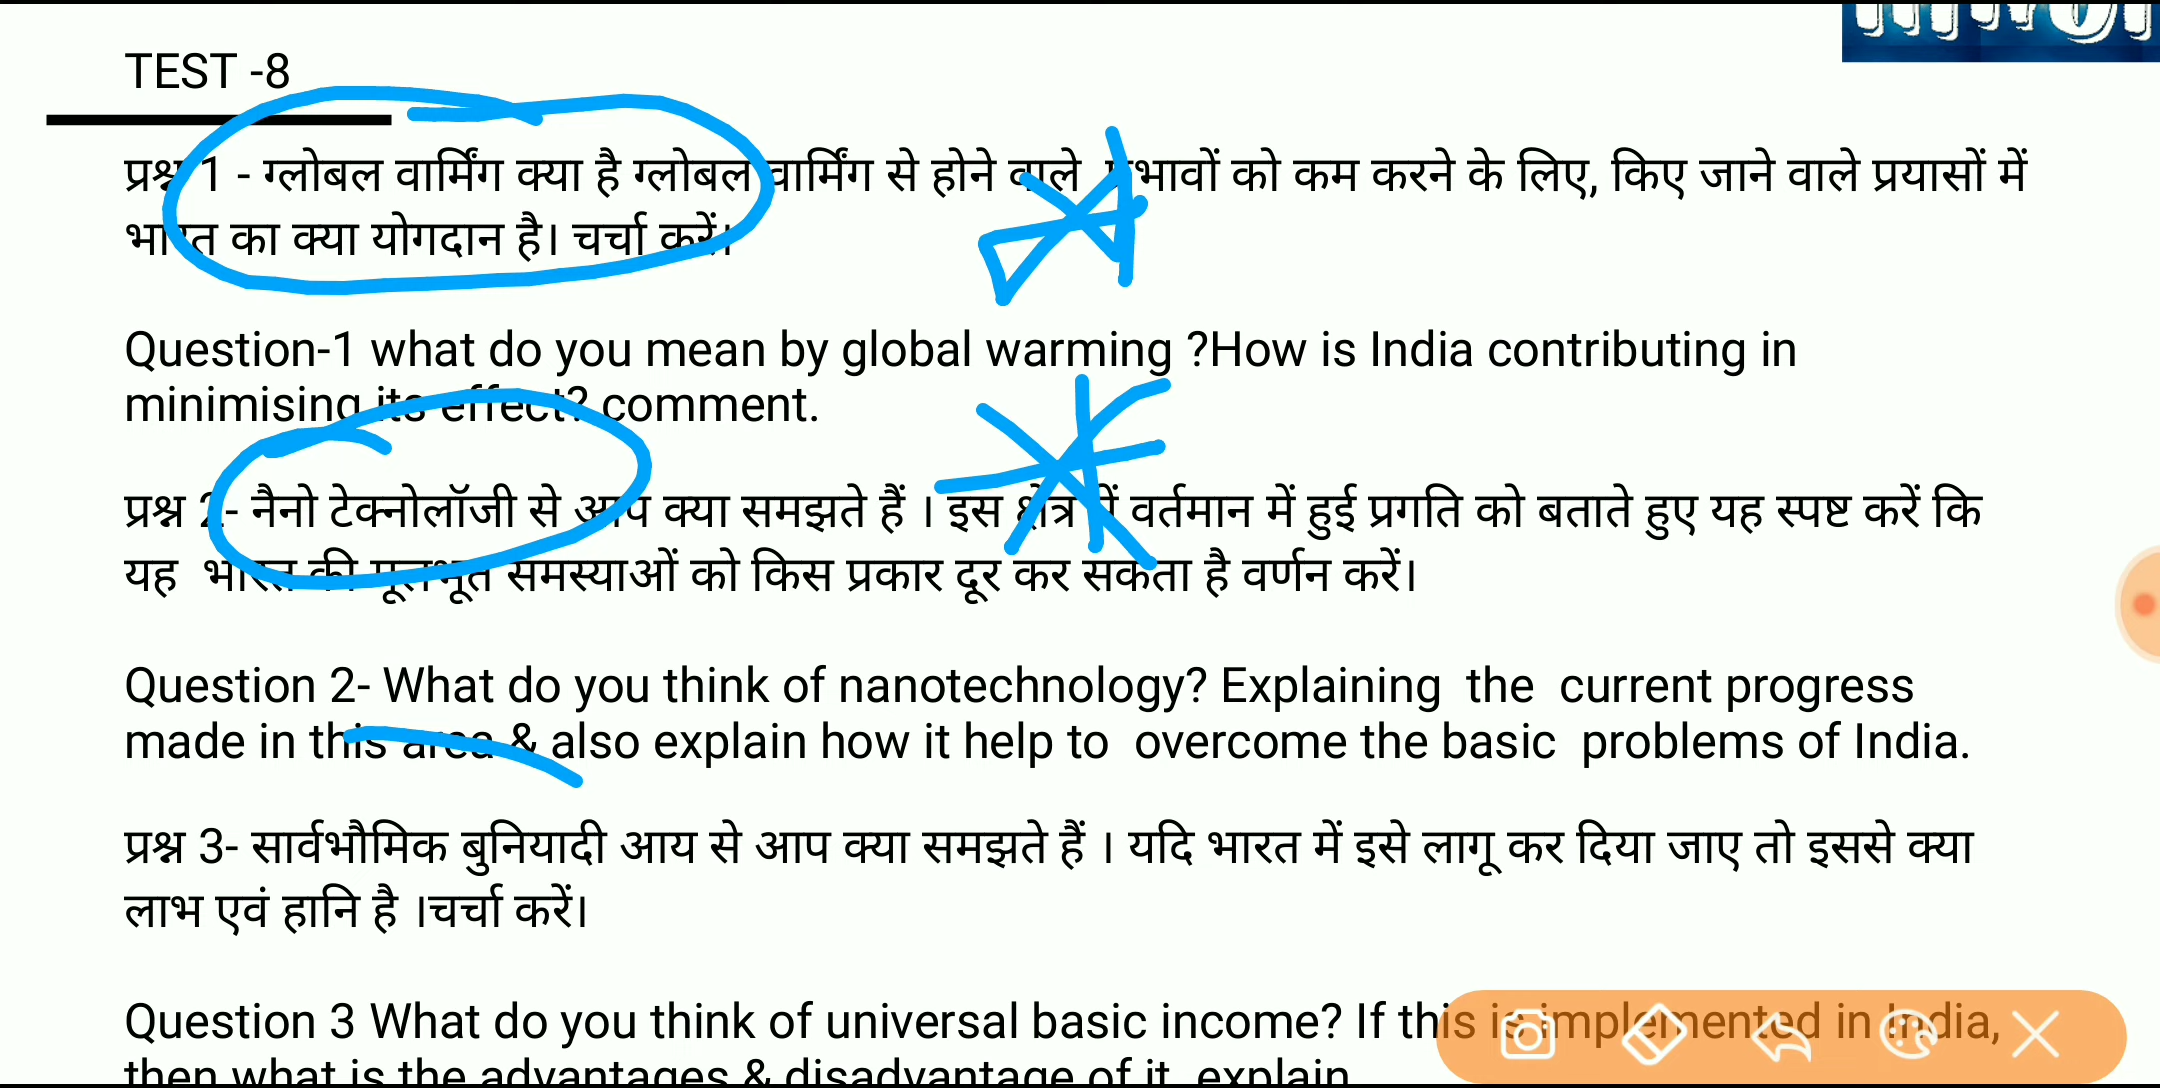 TEST -8
प्रश्न 1 - ग्लोबल वार्मिंग क्या है ग्लोबल वार्मिंग से होने वाले प्रभावों को कम करने के लिए, किए जाने वाले प्रयासों में
भारत का क्या योगदान है। चर्चा करें।
Question-1 what do you mean by global warming ?How is India contributing in
minimising its effect? comment.
प्रश्न 2- नैनो टेक्नोलॉजी से आप क्या समझते हैं । इस क्षेत्र में वर्तमान में हुई प्रगति को बताते हुए यह स्पष्ट करें कि
यह भारत की मूलभूत समस्याओं को किस प्रकार दूर कर सकता है वर्णन करें।
Question 2- What do you think of nanotechnology? Explaining the current progress
made in this area & also explain how it help to overcome the basic problems of India.
प्रश्न 3- सार्वभौमिक बुनियादी आय से आप क्या समझते हैं । यदि भारत में इसे लागू कर दिया जाए तो इससे क्या
लाभ एवं हानि है ।चर्चा करें।
Question 3 What do you think of universal basic income? If this is implemented in India,
then what is the advantages & disadvantage of it explain